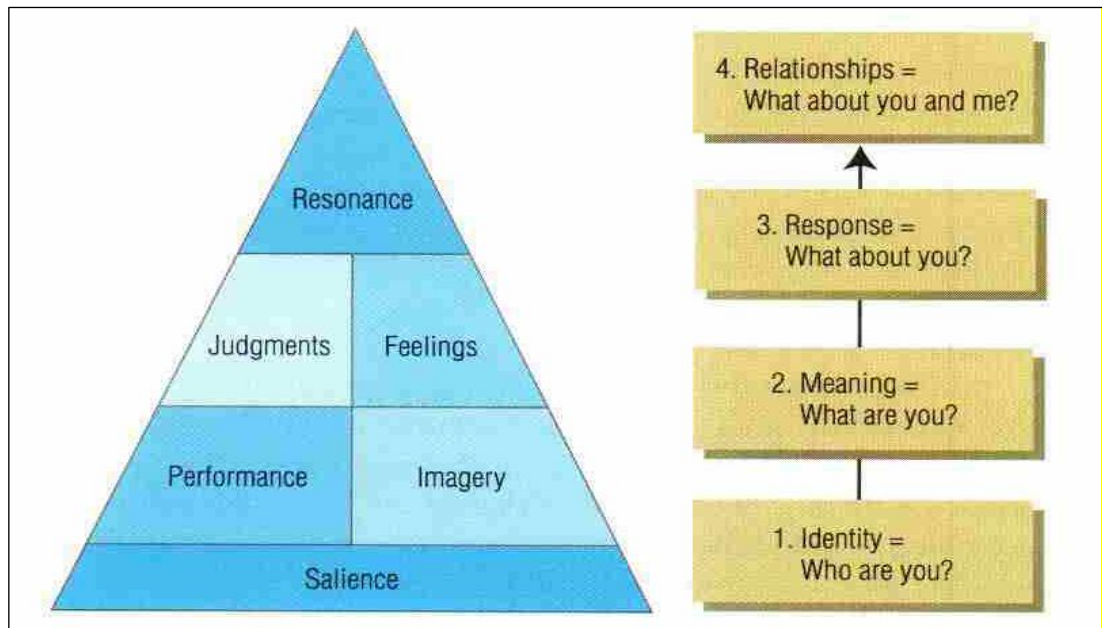 Resonance
Judgments
Feelings
Performance
Imagery
Salience
4. Relationships =
What about you and me?
3. Response =
What about you?
2. Meaning =
What are you?
1. Identity =
Who are you?